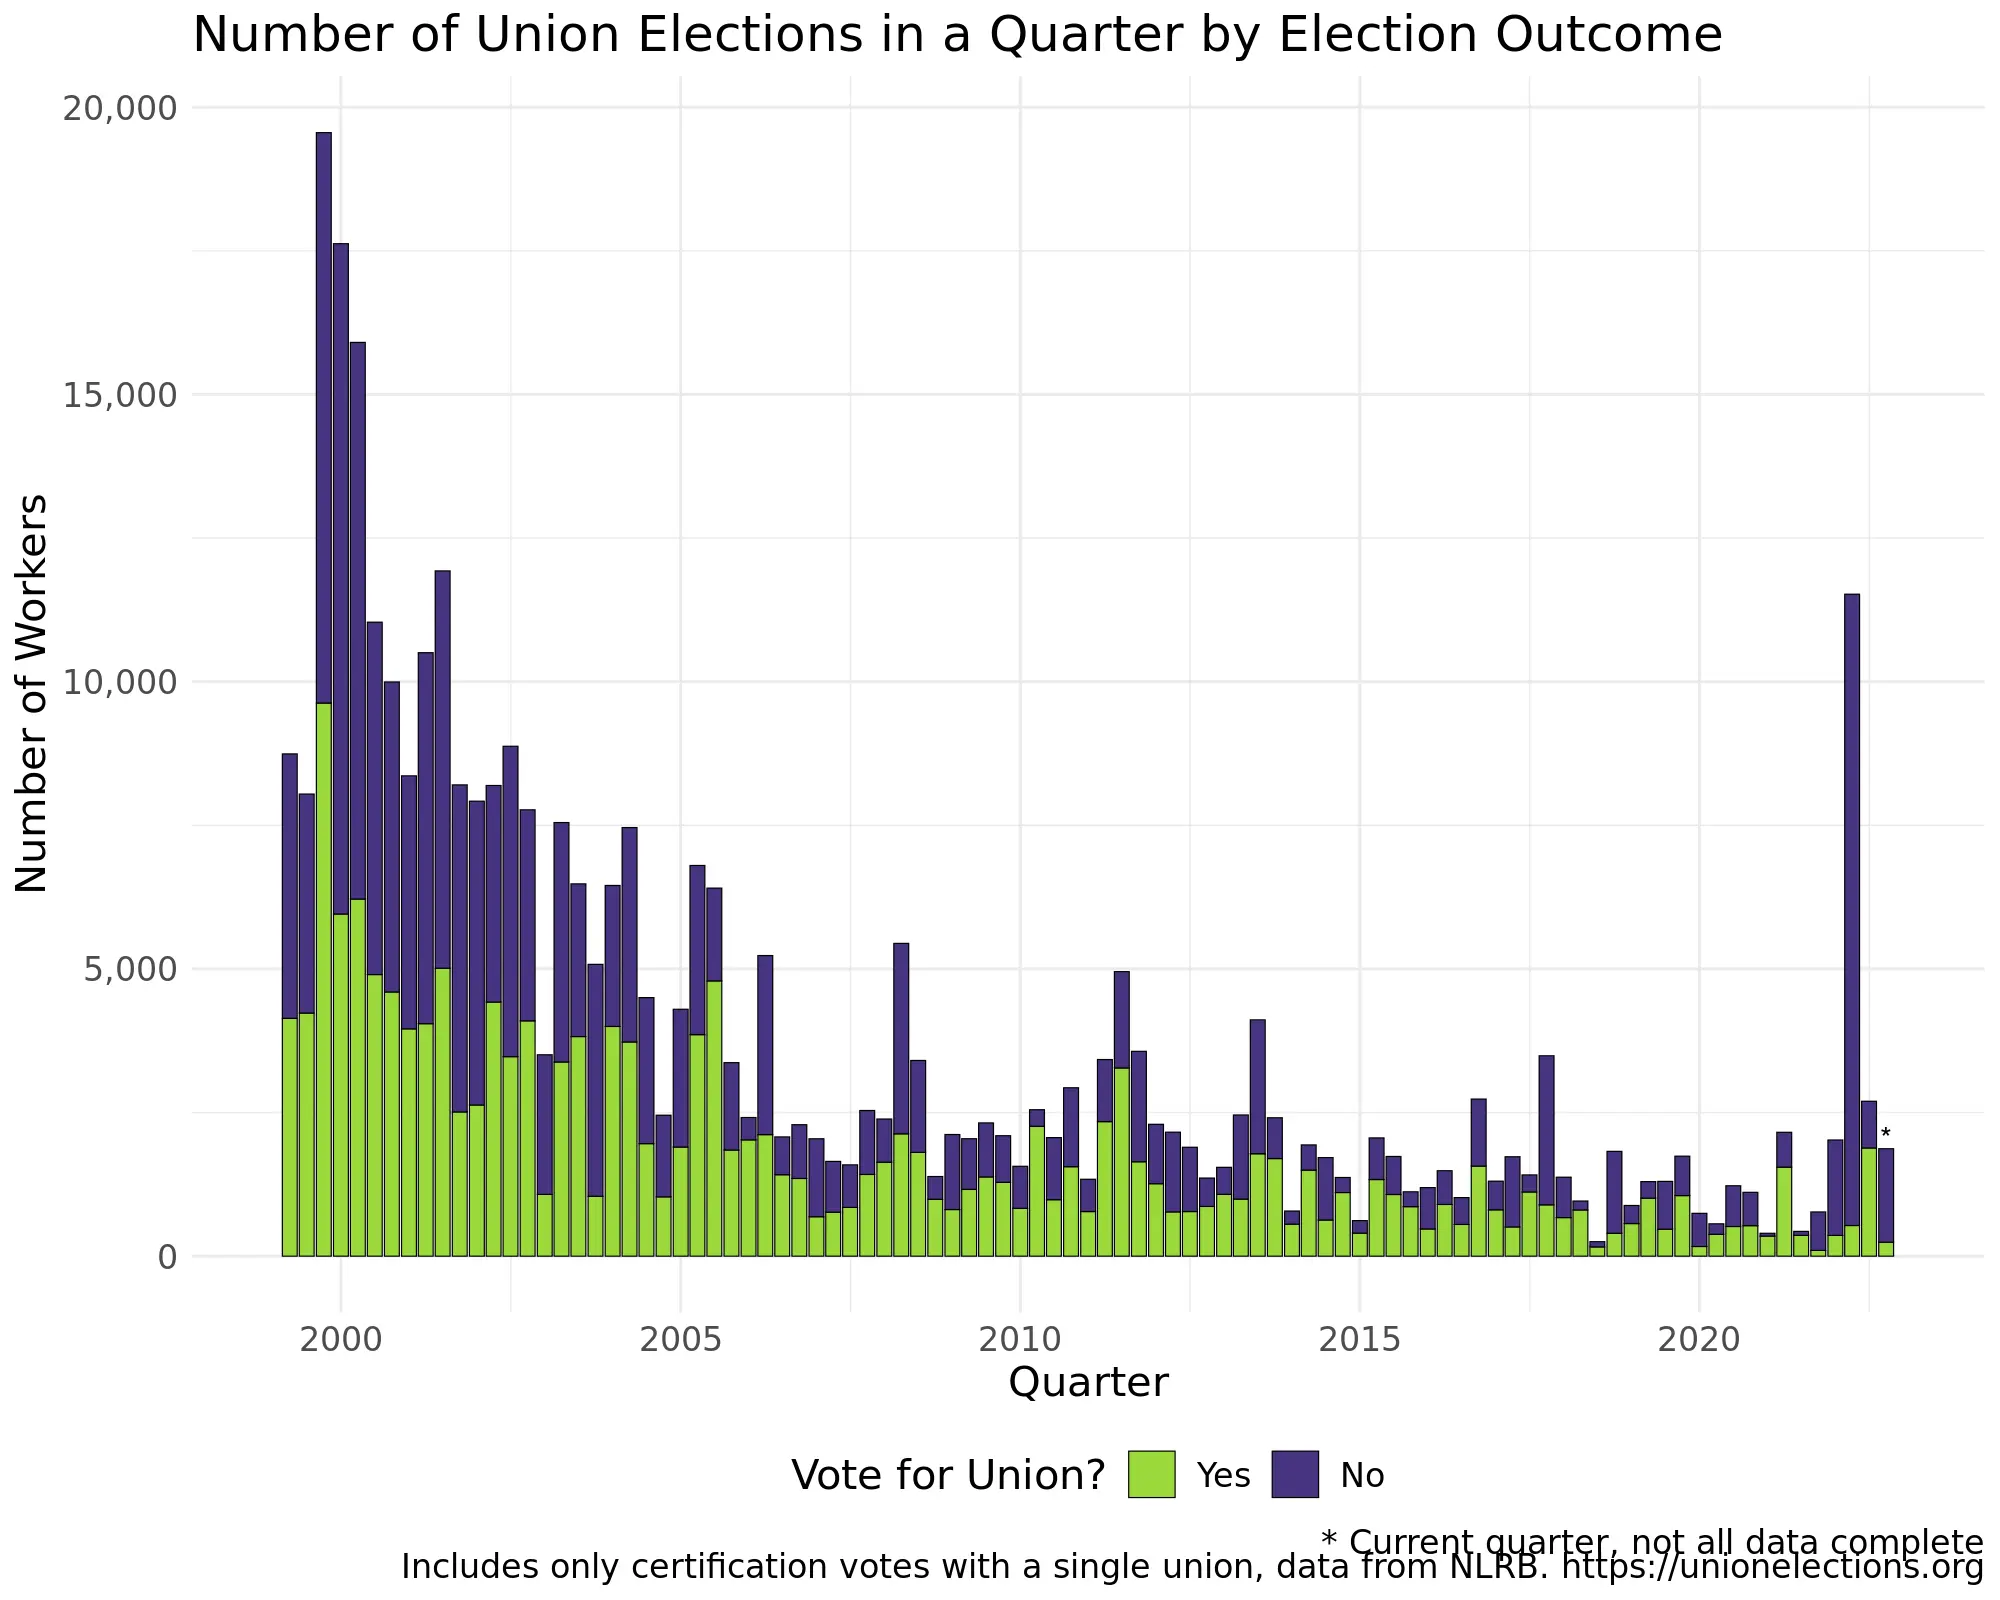 Number of Union Elections in a Quarter by Election Outcome
20,000
15,000
10,000
5,000
0
Number of Workers
*
2000 2005 2010 2015 2020
Quarter
Vote for Union? Yes No
* Current quarter, not all data complete
Includes only certification votes with a single union, data from NLRB. https://unionelections.org